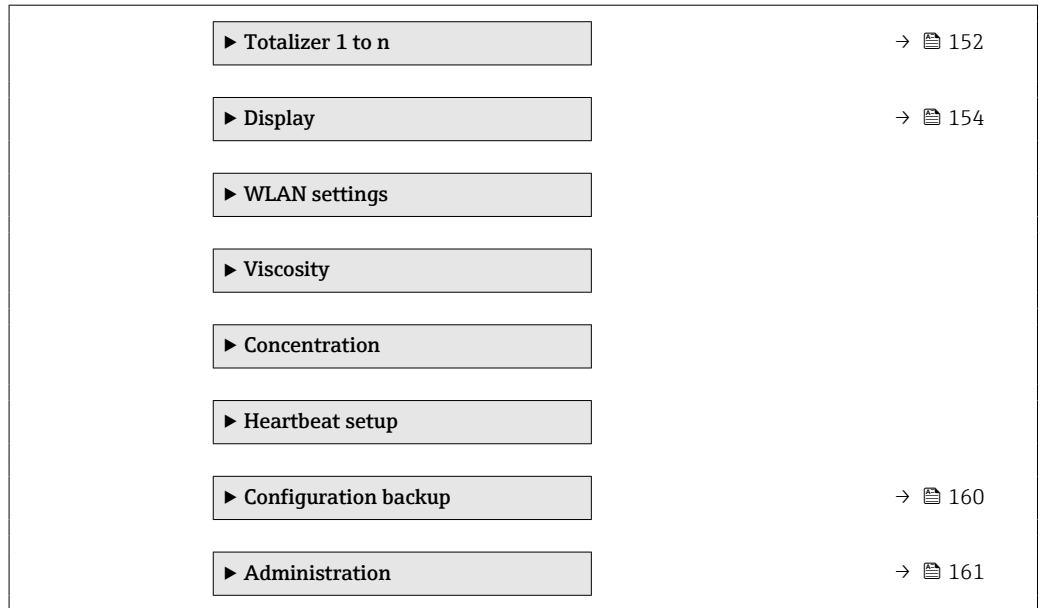 ▶ Totalizer 1 to n → 152
▶ Display → 154
▶ WLAN settings
▶ Viscosity
▶ Concentration
▶ Heartbeat setup
▶ Configuration backup → 160
▶ Administration → 161